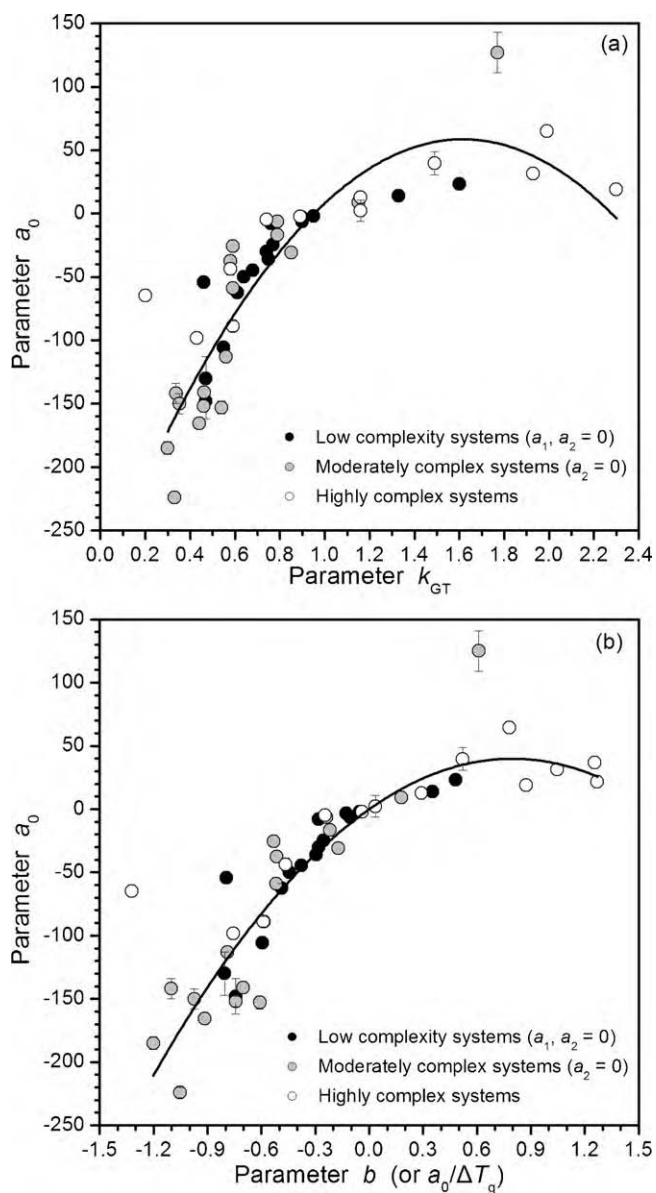 150
(a)
100
50
0
-50
-100
-150
-200
-250
Parameter a₀
Low complexity systems (a₁, a₂ = 0)
Moderately complex systems (a₂ = 0)
Highly complex systems
0.0 0.2 0.4 0.6 0.8 1.0 1.2 1.4 1.6 1.8 2.0 2.2 2.4
Parameter k_GT
150
(b)
100
50
0
-50
-100
-150
-200
-250
Parameter a₀
Low complexity systems (a₁, a₂ = 0)
Moderately complex systems (a₂ = 0)
Highly complex systems
-1.5 -1.2 -0.9 -0.6 -0.3 0.0 0.3 0.6 0.9 1.2 1.5
Parameter b (or a₀/ΔT_g)